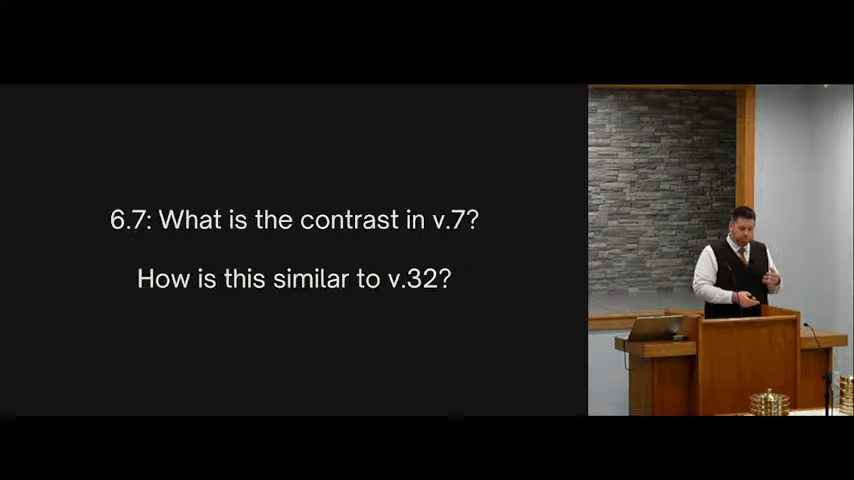 6.7: What is the contrast in v.7?
How is this similar to v.32?